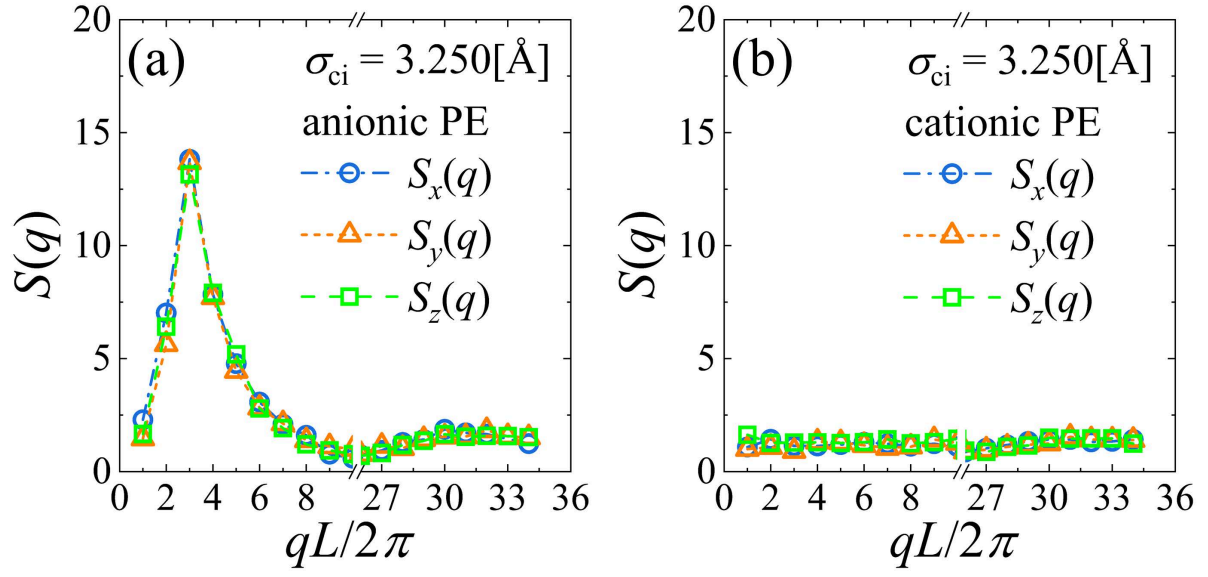 (a)
σci = 3.250[Å]
anionic PE
Sx(q)
Sy(q)
Sz(q)
S(q)
20
15
10
5
0
0 2 4 6 8 27 30 33 36
qL/2π
(b)
σci = 3.250[Å]
cationic PE
Sx(q)
Sy(q)
Sz(q)
S(q)
20
15
10
5
0
0 2 4 6 8 27 30 33 36
qL/2π